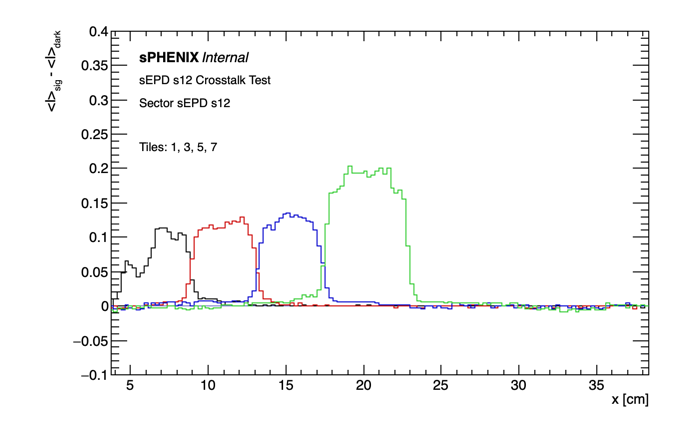 <I>sig - <I>dark
sPHENIX Internal
sEPD s12 Crosstalk Test
Sector sEPD s12
Tiles: 1, 3, 5, 7
0.4
0.35
0.3
0.25
0.2
0.15
0.1
0.05
0
−0.05
−0.1
5 10 15 20 25 30 35
x [cm]